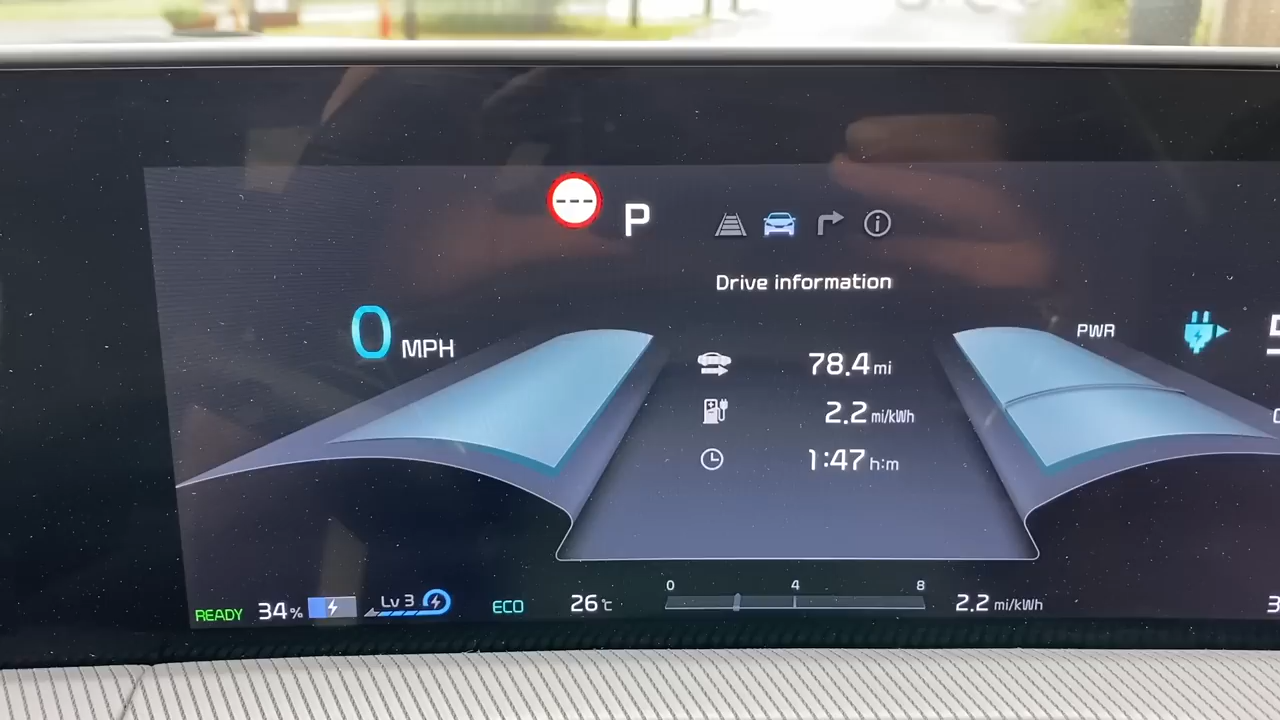 --- P
Drive information
0 MPH
PWR
78.4 mi
2.2 mi/kWh
1:47 h:m
0 4 8
READY 34% Lv 3 ECO 26°C 2.2 mi/kWh